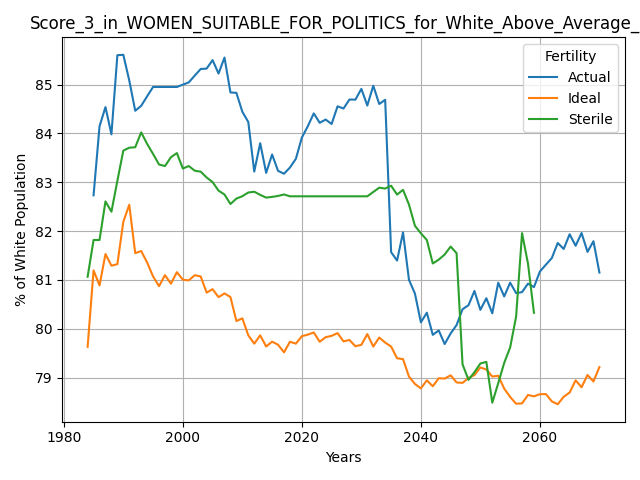 Score_3_in_WOMEN_SUITABLE_FOR_POLITICS_for_White_Above_Average_
% of White Population
85
84
83
82
81
80
79
Fertility
Actual
Ideal
Sterile
1980
2000
2020
2040
2060
Years